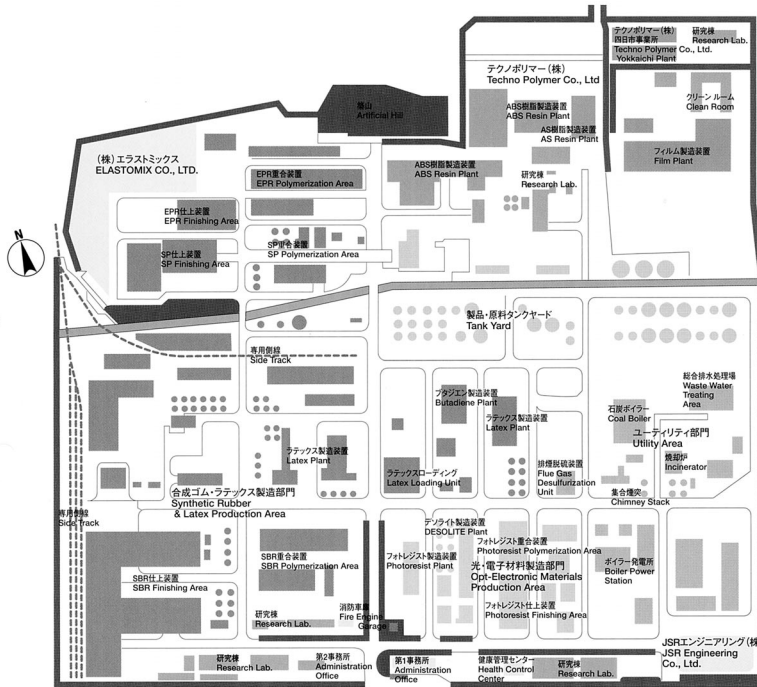 テクノポリマー(株)
四日市事業所
Techno Polymer Co., Ltd.
Yokkaichi Plant
研究棟
Research Lab.
テクノポリマー(株)
Techno Polymer Co., Ltd
築山
Artificial Hill
ABS樹脂製造装置
ABS Resin Plant
AS樹脂製造装置
AS Resin Plant
クリーン ルーム
Clean Room
フィルム製造装置
Film Plant
(株)エラストミックス
ELASTOMIX CO., LTD.
EPR重合装置
EPR Polymerization Area
ABS樹脂製造装置
ABS Resin Plant
研究棟
Research Lab.
EPR仕上装置
EPR Finishing Area
N
SP仕上装置
SP Finishing Area
SP重合装置
SP Polymerization Area
製品・原料タンクヤード
Tank Yard
専用側線
Side Track
ブタジエン製造装置
Butadiene Plant
ラテックス製造装置
Latex Plant
石炭ボイラー
Coal Boiler
総合排水処理場
Waste Water
Treating
Area
ユーティリティ部門
Utility Area
ラテックス製造装置
Latex Plant
ラテックスローディング
Latex Loading Unit
排煙脱硫装置
Flue Gas
Desulfurization
Unit
焼却炉
Incinerator
集合煙突
Chimney Stack
合成ゴム・ラテックス製造部門
Synthetic Rubber
& Latex Production Area
専用側線
Side Track
デソライト製造装置
DESOLITE Plant
フォトレジスト重合装置
Photoresist Polymerization Area
SBR重合装置
SBR Polymerization Area
フォトレジスト製造装置
Photoresist Plant
光・電子材料製造部門
Opt-Electronic Materials
Production Area
ボイラー発電所
Boiler Power
Station
SBR仕上装置
SBR Finishing Area
研究棟
Research Lab.
消防車庫
Fire Engine
Garage
フォトレジスト仕上装置
Photoresist Finishing Area
JSRエンジニアリング(株)
JSR Engineering
Co., Ltd.
研究棟
Research Lab.
第2事務所
Administration
Office
第1事務所
Administration
Office
健康管理センター
Health Control
Center
研究棟
Research Lab.